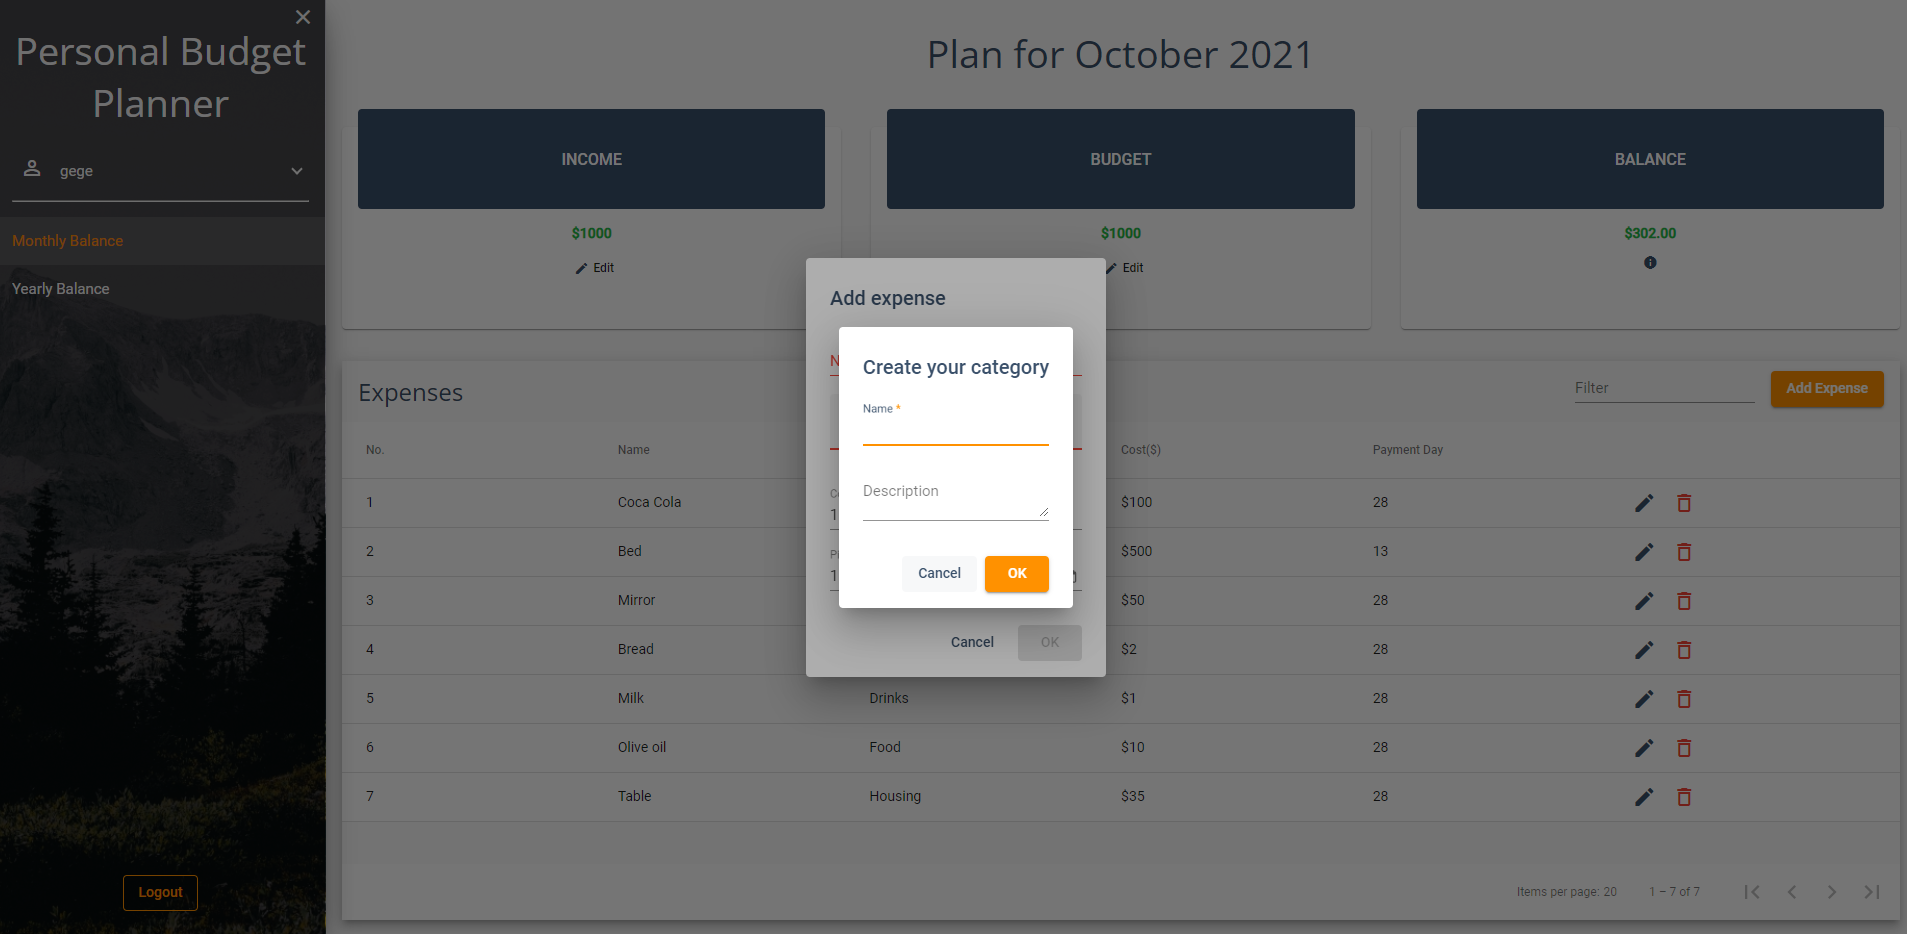 Personal Budget
Planner
gege
Monthly Balance
Yearly Balance
Logout
Plan for October 2021
INCOME
$1000
Edit
BUDGET
$1000
Edit
BALANCE
$302.00
Expenses
Filter
Add Expense
No. Name Cost($) Payment Day
1 Coca Cola $100 28
2 Bed $500 13
3 Mirror $50 28
4 Bread $2 28
5 Milk Drinks $1 28
6 Olive oil Food $10 28
7 Table Housing $35 28
Items per page: 20 1 – 7 of 7
Add expense
Cancel OK
Create your category
Name *
Description
Cancel OK